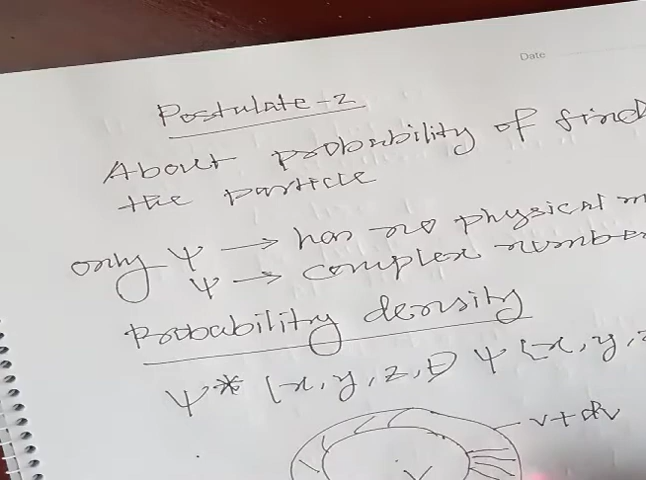 Date
Postulate - 2
About probability of find
the particle
only ψ → has no physical m
ψ → complex number
Probability density
ψ* (x, y, z, t) ψ (x, y, z
v + dv
v